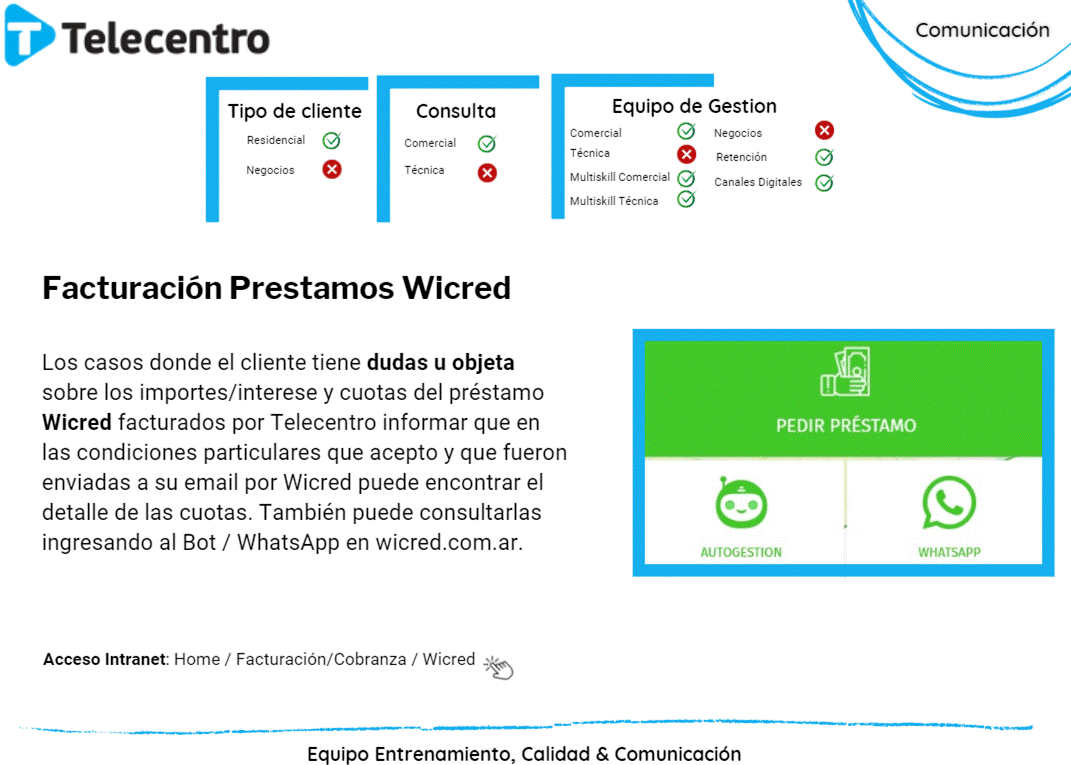 Telecentro
Comunicación
Tipo de cliente
Residencial
Negocios
Consulta
Comercial
Técnica
Equipo de Gestion
Comercial
Técnica
Multiskill Comercial
Multiskill Técnica
Negocios
Retención
Canales Digitales
Facturación Prestamos Wicred
Los casos donde el cliente tiene dudas u objeta
sobre los importes/interese y cuotas del préstamo
Wicred facturados por Telecentro informar que en
las condiciones particulares que acepto y que fueron
enviadas a su email por Wicred puede encontrar el
detalle de las cuotas. También puede consultarlas
ingresando al Bot / WhatsApp en wicred.com.ar.
PEDIR PRÉSTAMO
AUTOGESTION
WHATSAPP
Acceso Intranet: Home / Facturación/Cobranza / Wicred
Equipo Entrenamiento, Calidad & Comunicación